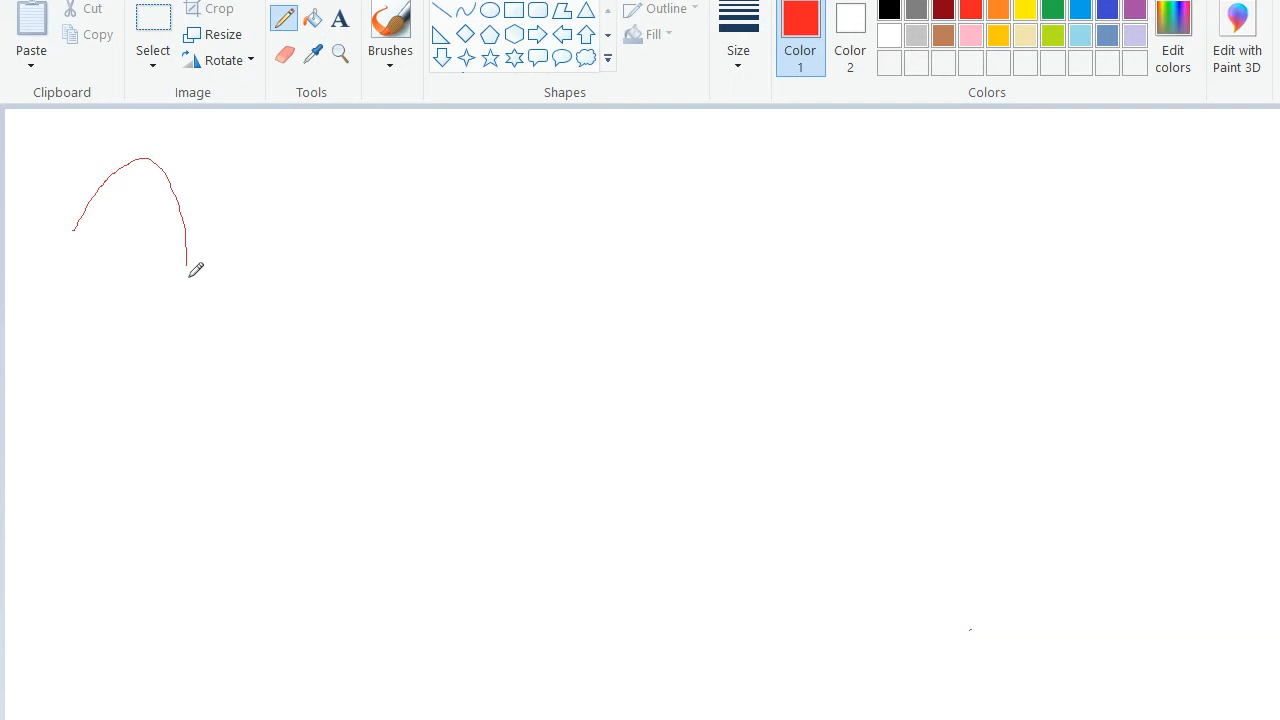 Cut
Copy
Paste
Clipboard
Crop
Resize
Rotate
Select
Image
A
Tools
Brushes
Outline
Fill
Shapes
Size
Color
1
Color
2
Edit
colors
Edit with
Paint 3D
Colors